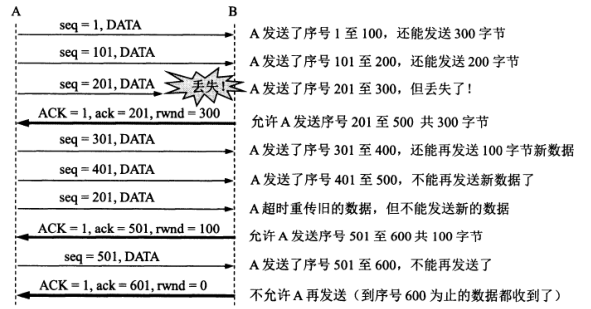 A B
seq = 1, DATA A 发送了序号 1 至 100，还能发送 300 字节
seq = 101, DATA A 发送了序号 101 至 200，还能发送 200 字节
seq = 201, DATA 丢失！ A 发送了序号 201 至 300，但丢失了！
ACK = 1, ack = 201, rwnd = 300 允许 A 发送序号 201 至 500 共 300 字节
seq = 301, DATA A 发送了序号 301 至 400，还能再发送 100 字节新数据
seq = 401, DATA A 发送了序号 401 至 500，不能再发送新数据了
seq = 201, DATA A 超时重传旧的数据，但不能发送新的数据
ACK = 1, ack = 501, rwnd = 100 允许 A 发送序号 501 至 600 共 100 字节
seq = 501, DATA A 发送了序号 501 至 600，不能再发送了
ACK = 1, ack = 601, rwnd = 0 不允许 A 再发送（到序号 600 为止的数据都收到了）